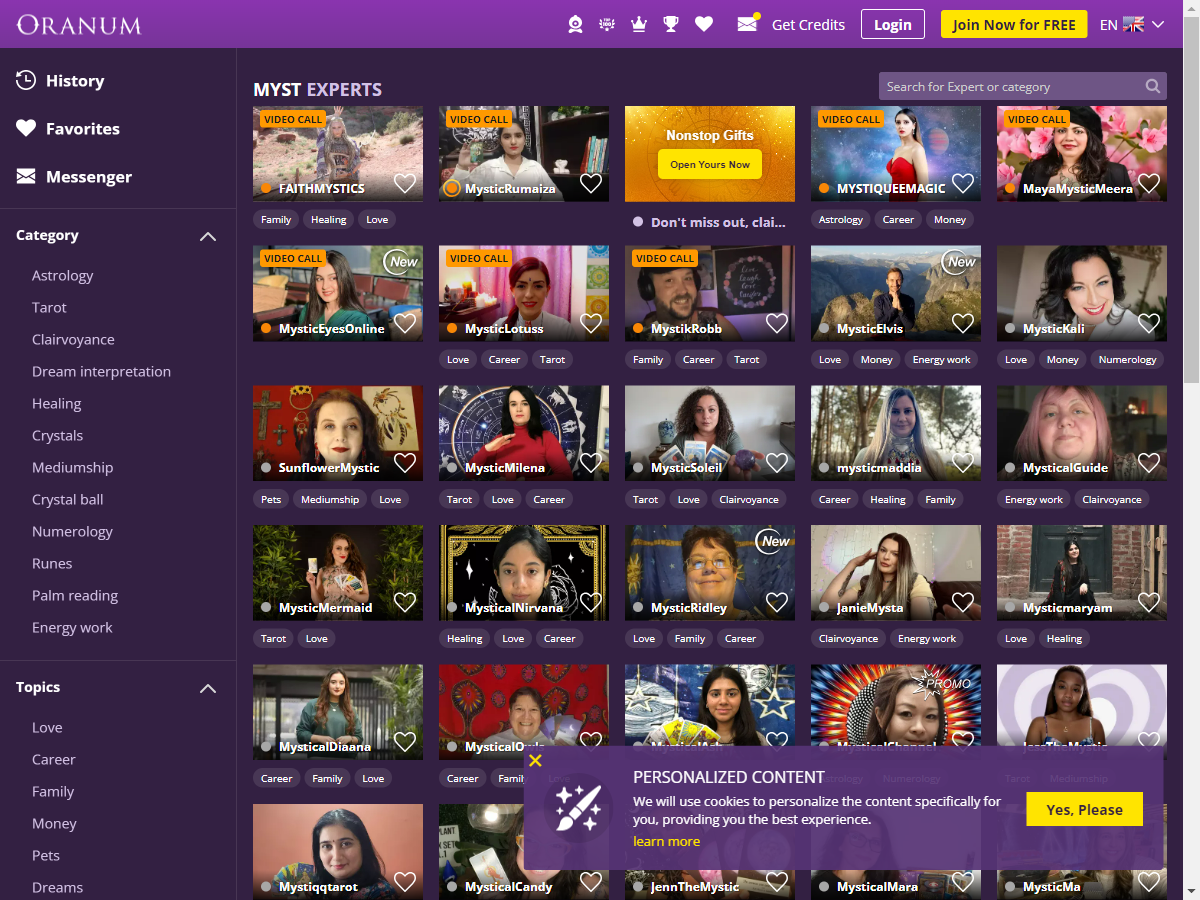 ORANUM
Get Credits
Login
Join Now for FREE
EN
History
Favorites
Messenger
Category
Astrology
Tarot
Clairvoyance
Dream interpretation
Healing
Crystals
Mediumship
Crystal ball
Numerology
Runes
Palm reading
Energy work
Topics
Love
Career
Family
Money
Pets
Dreams
MYST EXPERTS
Search for Expert or category
VIDEO CALL
FAITHMYSTICS
Family Healing Love
VIDEO CALL
MysticRumaiza
Nonstop Gifts
Open Yours Now
Don't miss out, clai...
VIDEO CALL
MYSTIQUEEMAGIC
Astrology Career Money
VIDEO CALL
MayaMysticMeera
VIDEO CALL
New
MysticEyesOnline
VIDEO CALL
MysticLotuss
Love Career Tarot
VIDEO CALL
MystikRobb
Family Career Tarot
New
MysticElvis
Love Money Energy work
MysticKali
Love Money Numerology
SunflowerMystic
Pets Mediumship Love
MysticMilena
Tarot Love Career
MysticSoleil
Tarot Love Clairvoyance
mysticmaddia
Career Healing Family
MysticalGuide
Energy work Clairvoyance
MysticMermaid
Tarot Love
MysticalNirvana
Healing Love Career
New
MysticRidley
Love Family Career
JanieMysta
Clairvoyance Energy work
Mysticmaryam
Love Healing
MysticalDiaana
Career Family Love
Career
PROMO
JessTheMystic
Numerology
Tarot Mediumship
Mystiqqtarot
MysticalCandy
JennTheMystic
MysticalMara
MysticMa
PERSONALIZED CONTENT
We will use cookies to personalize the content specifically for
you, providing you the best experience.
learn more
Yes, Please